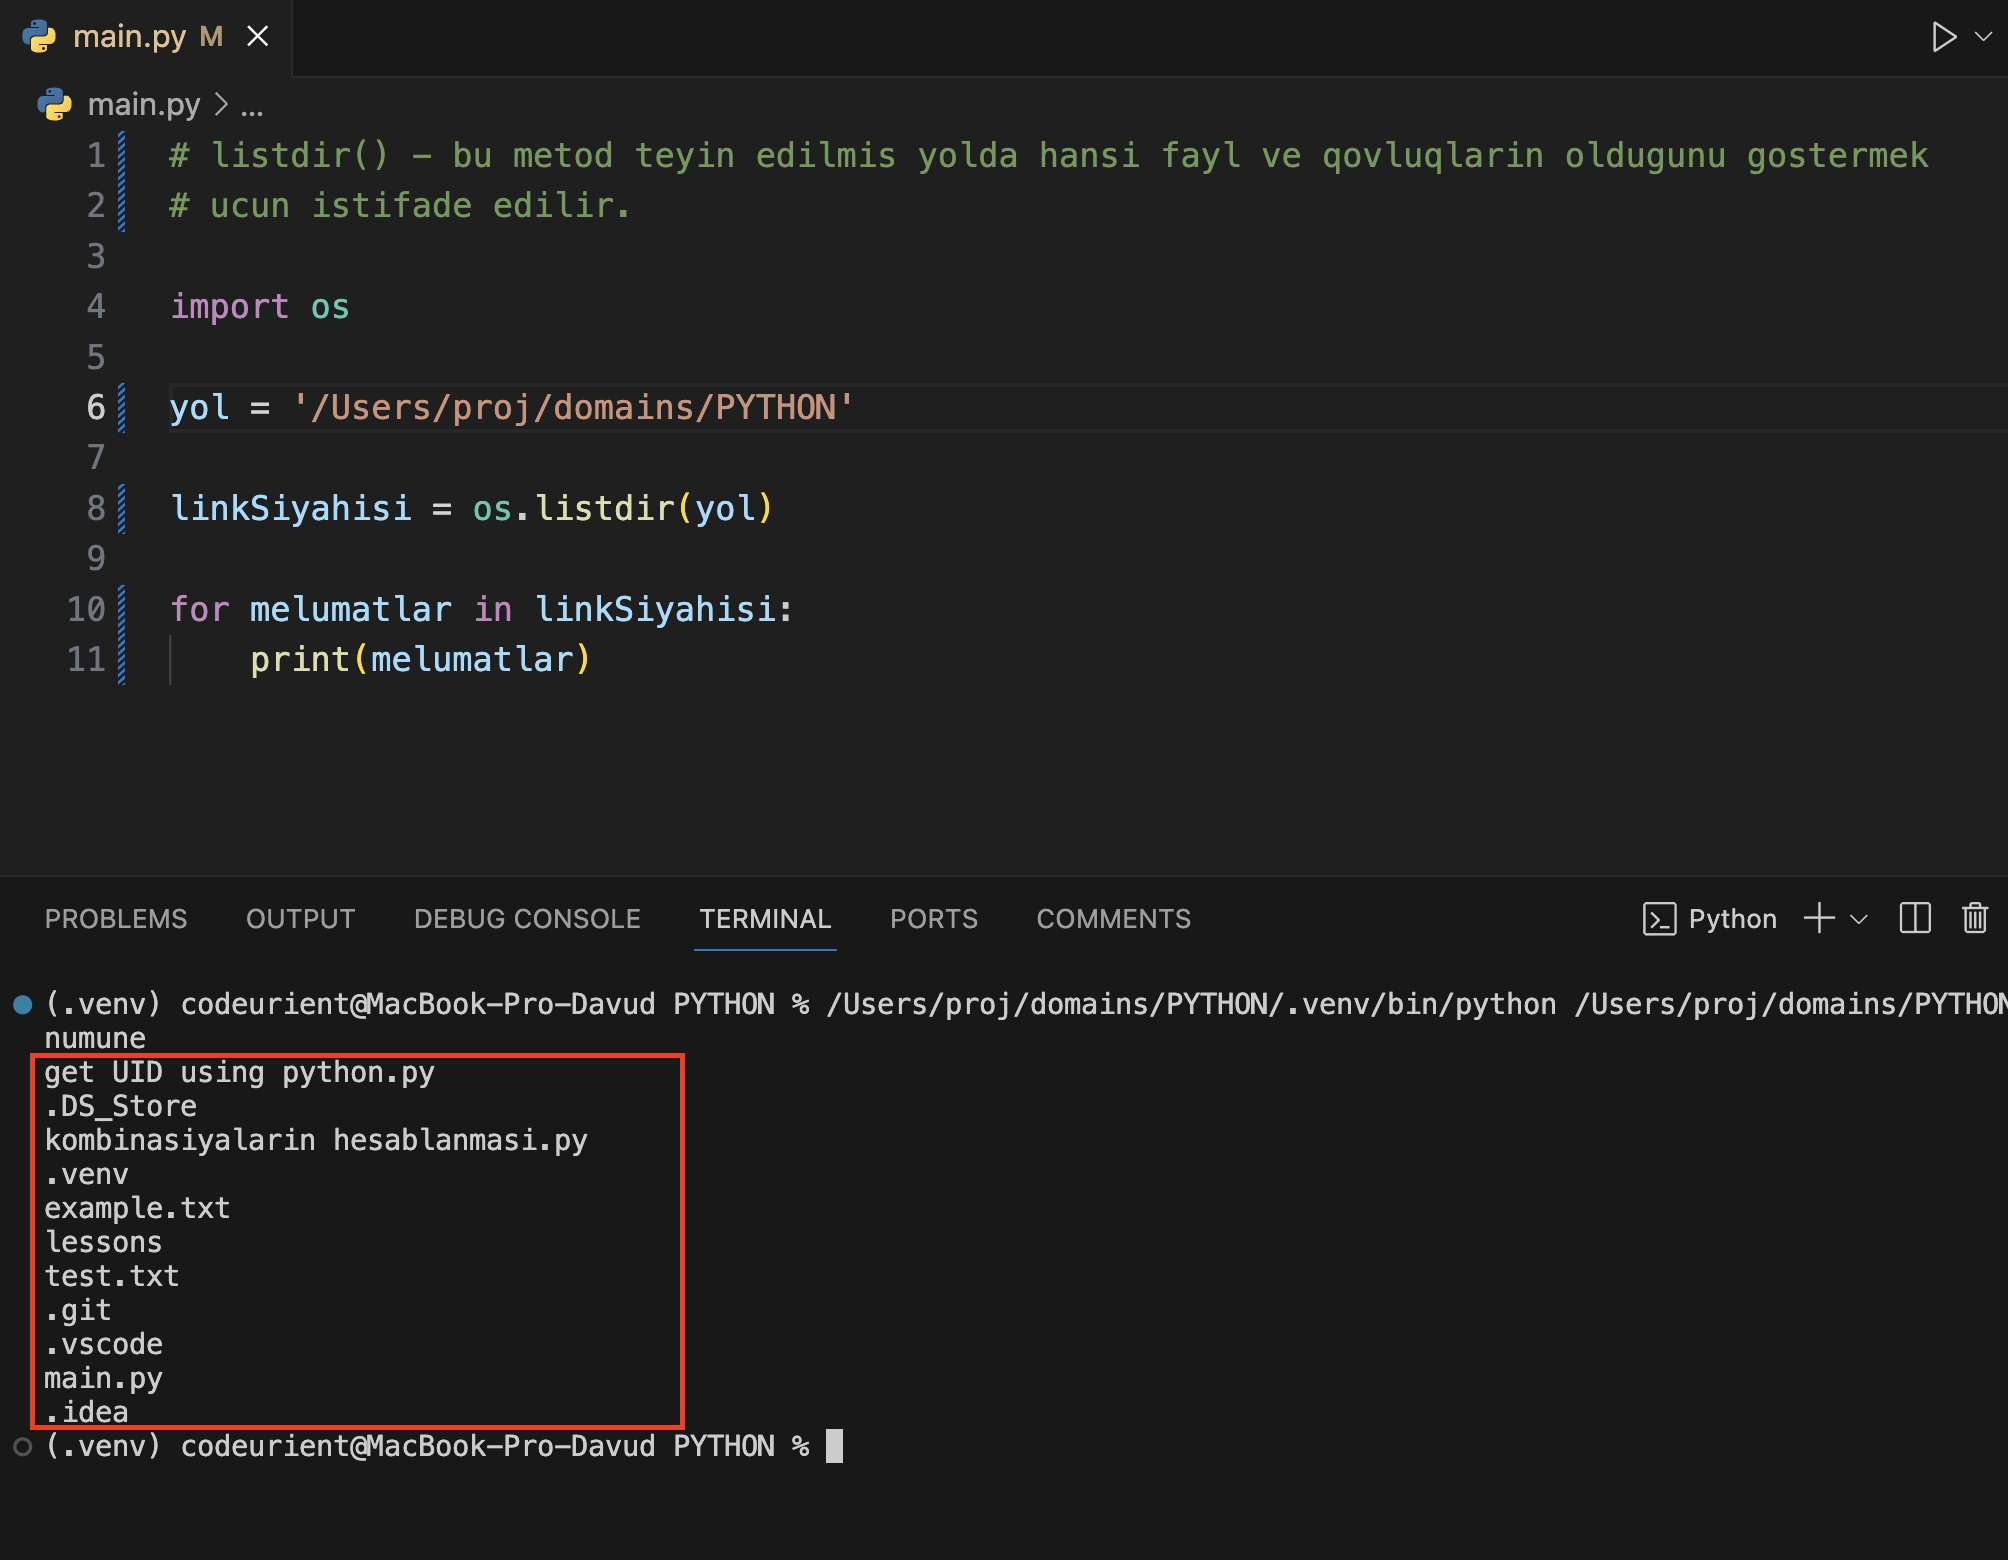 main.py M
main.py > ...
1 # listdir() - bu metod teyin edilmis yolda hansi fayl ve qovluqlarin oldugunu gostermek
2 # ucun istifade edilir.
3
4 import os
5
6 yol = '/Users/proj/domains/PYTHON'
7
8 linkSiyahisi = os.listdir(yol)
9
10 for melumatlar in linkSiyahisi:
11     print(melumatlar)
PROBLEMS OUTPUT DEBUG CONSOLE TERMINAL PORTS COMMENTS Python
(.venv) codeurient@MacBook-Pro-Davud PYTHON % /Users/proj/domains/PYTHON/.venv/bin/python /Users/proj/domains/PYTHON
numune
get UID using python.py
.DS_Store
kombinasiyalarin hesablanmasi.py
.venv
example.txt
lessons
test.txt
.git
.vscode
main.py
.idea
(.venv) codeurient@MacBook-Pro-Davud PYTHON %